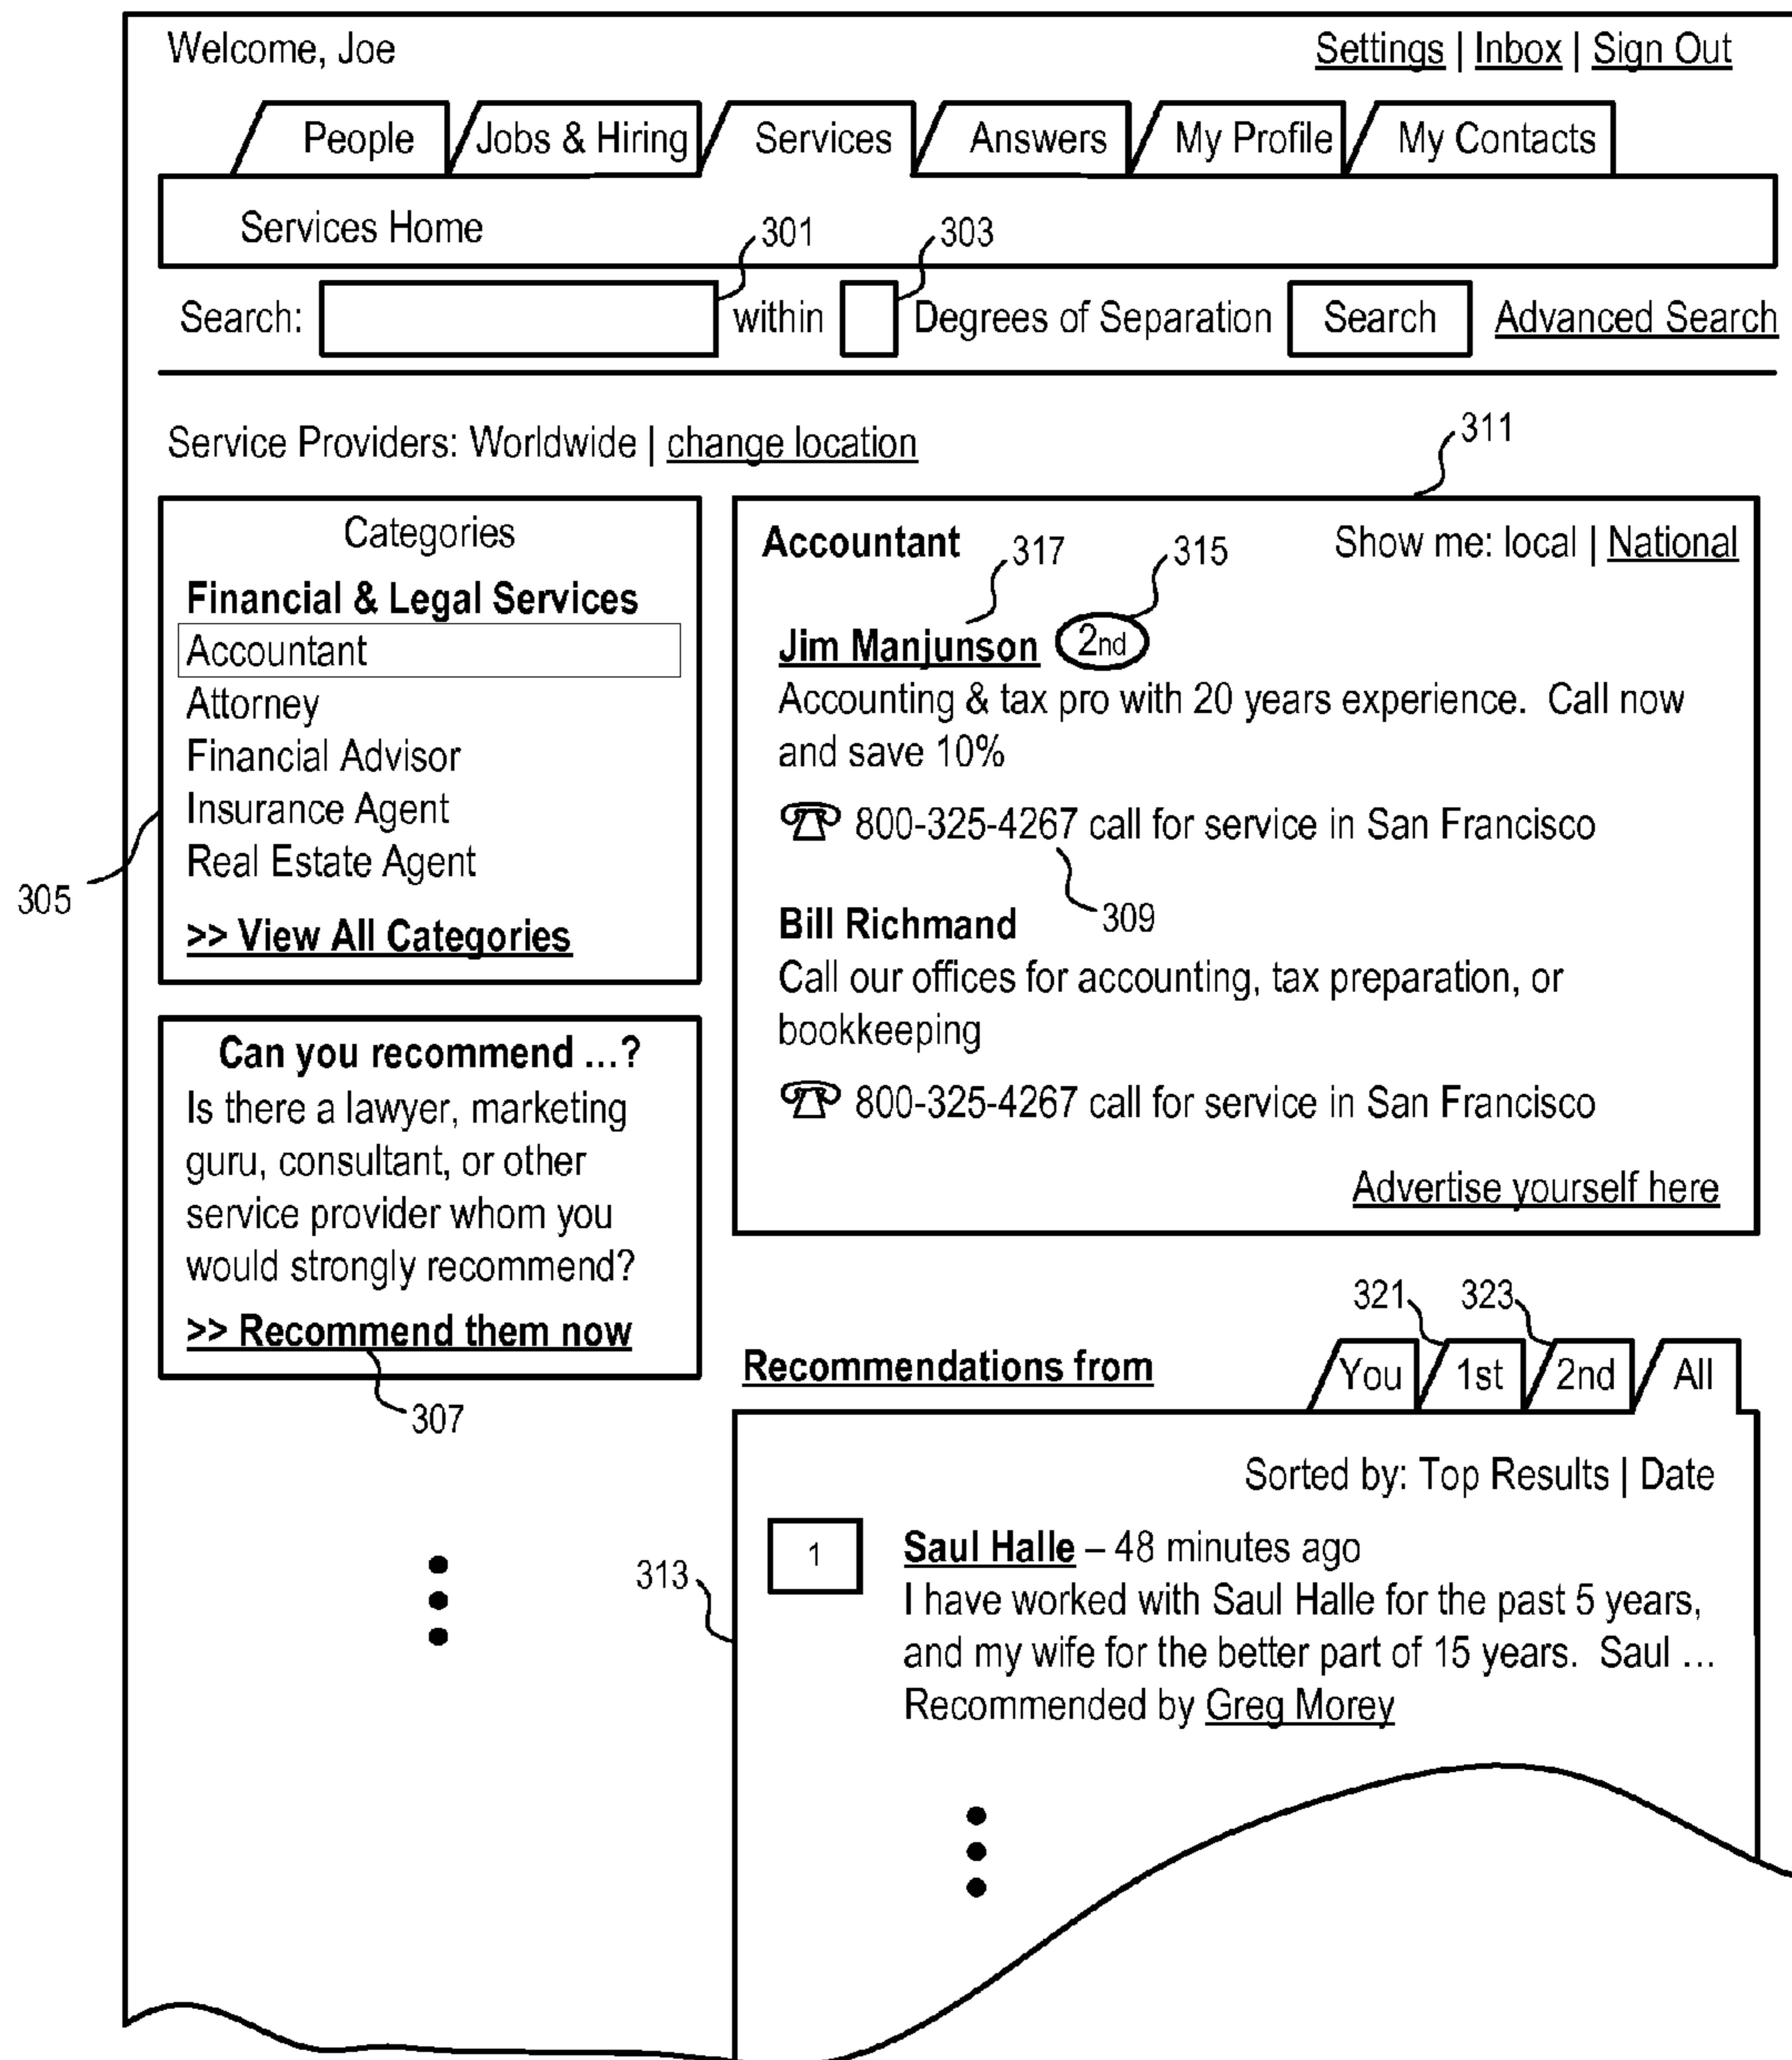 Welcome, Joe
Settings | Inbox | Sign Out
People
Jobs & Hiring
Services
Answers
My Profile
My Contacts
Services Home
301
303
Search:
within
Degrees of Separation
Search
Advanced Search
Service Providers: Worldwide | change location
311
Categories
Financial & Legal Services
Accountant
Attorney
Financial Advisor
Insurance Agent
Real Estate Agent
>> View All Categories
305
Accountant
317
315
Show me: local | National
Jim Manjunson 2nd
Accounting & tax pro with 20 years experience.  Call now
and save 10%
800-325-4267 call for service in San Francisco
309
Bill Richmand
Call our offices for accounting, tax preparation, or
bookkeeping
800-325-4267 call for service in San Francisco
Advertise yourself here
Can you recommend ...?
Is there a lawyer, marketing
guru, consultant, or other
service provider whom you
would strongly recommend?
>> Recommend them now
307
321
323
Recommendations from
You
1st
2nd
All
Sorted by: Top Results | Date
313
1
Saul Halle – 48 minutes ago
I have worked with Saul Halle for the past 5 years,
and my wife for the better part of 15 years.  Saul ...
Recommended by Greg Morey